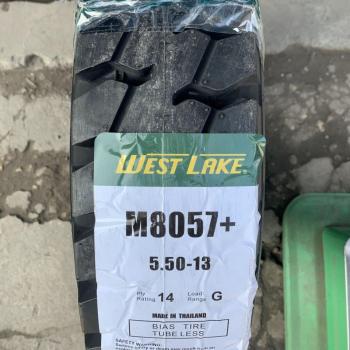 WEST LAKE
M8057+
5.50-13
Ply Rating 14 Load Range G
MADE IN THAILAND
BIAS TIRE
TUBE LESS
SAFETY WARNING